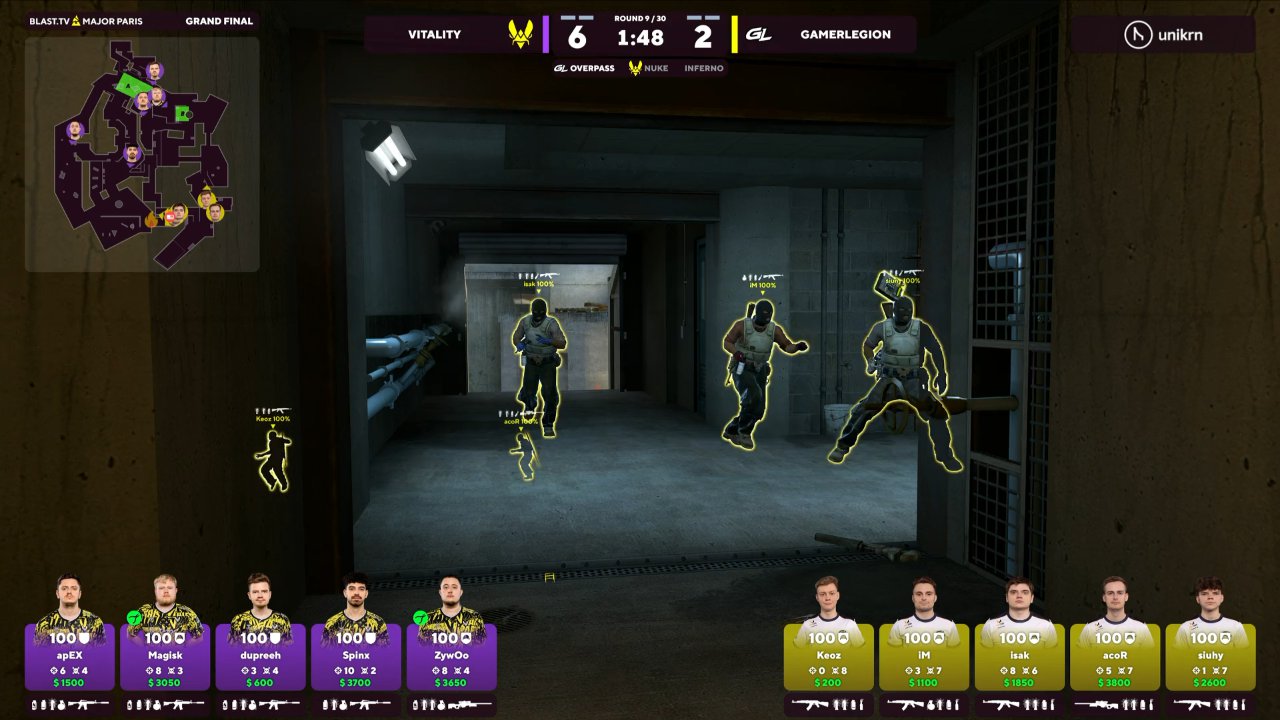 BLAST.TV MAJOR PARIS
GRAND FINAL
VITALITY
6
ROUND 9 / 30
1:48
2
GL
GAMERLEGION
unikrn
GL OVERPASS
NUKE
INFERNO
A
isak 100%
iM 100%
siuhy 100%
Keoz 100%
acoR 100%
100
apEX
6 4
$1500
100
Magisk
8 3
$3050
100
dupreeh
3 4
$600
100
Spinx
10 2
$3700
100
ZywOo
8 4
$3650
100
Keoz
0 8
$200
100
iM
3 7
$1100
100
isak
8 6
$1850
100
acoR
5 7
$3800
100
siuhy
1 7
$2600